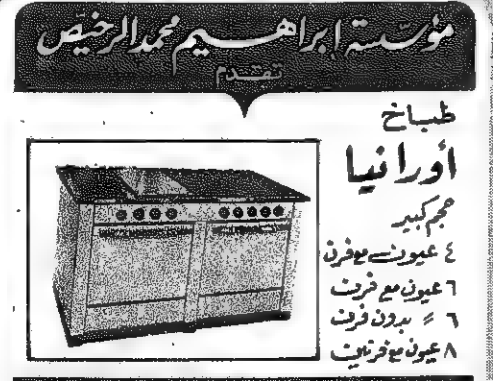 مؤسسة ابراهيم محمد الرخيص
تقدم
طباخ
أورانيا
حجم كبير
٤ عيون مع فرن
٦ عيون مع فرن
٦ 〃 بدون فرن
٨ عيون مع فرنين